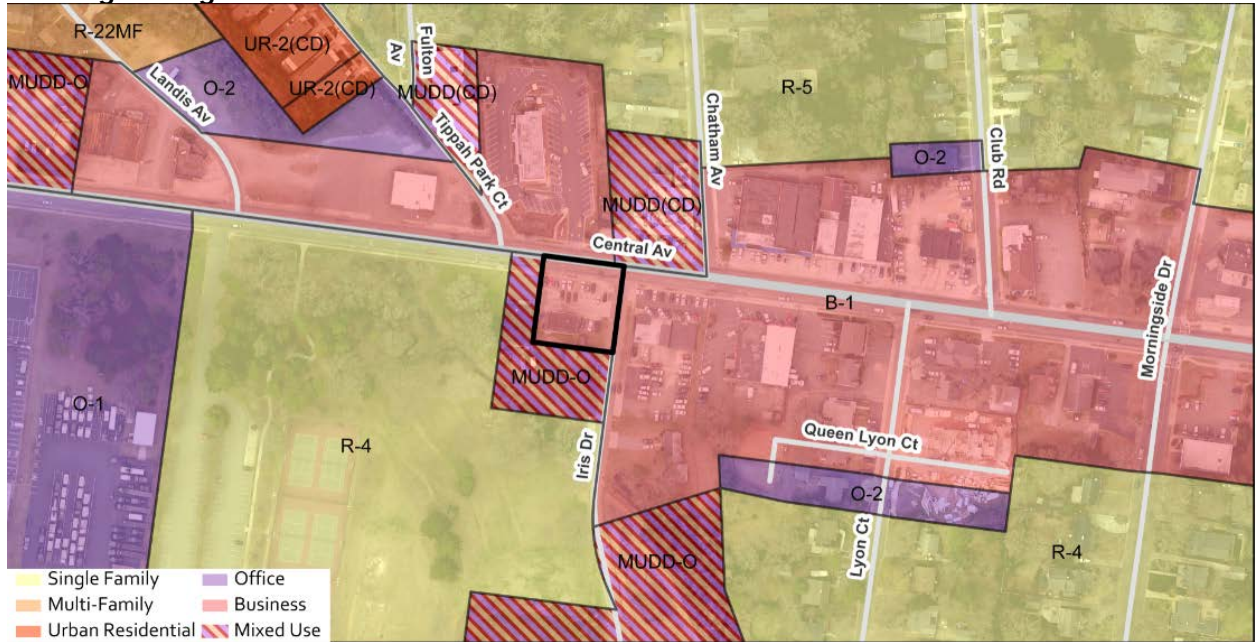 R-22MF
UR-2(CD)
Fulton
Av
MUDD-O
Landis Av
O-2
UR-2(CD)
MUDD(CD)
R-5
Tippah Park Ct
Chatham Av
O-2
Club Rd
MUDD(CD)
Central Av
B-1
Morningside Dr
MUDD-O
O-1
R-4
Iris Dr
Queen Lyon Ct
O-2
Lyon Ct
MUDD-O
R-4
Single Family
Office
Multi-Family
Business
Urban Residential
Mixed Use